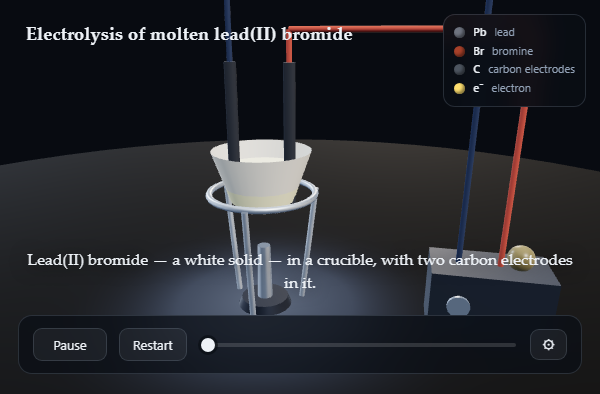 Electrolysis of molten lead(II) bromide
Pb lead
Br bromine
C carbon electrodes
e⁻ electron
Lead(II) bromide — a white solid — in a crucible, with two carbon electrodes
in it.
Pause
Restart